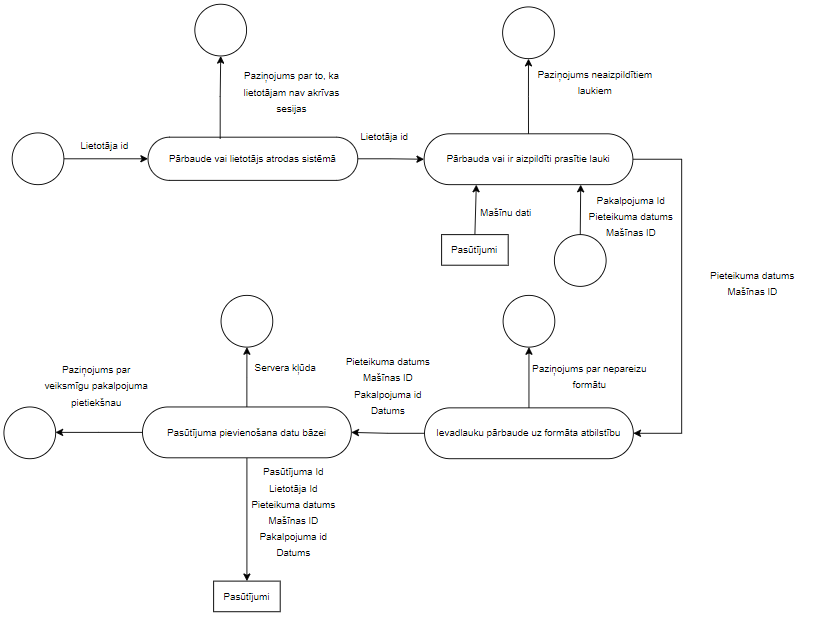 Paziņojums par to, ka
lietotājam nav akrīvas
sesijas
Paziņojums neaizpildītiem
laukiem
Lietotāja id
Pārbaude vai lietotājs atrodas sistēmā
Lietotāja id
Pārbauda vai ir aizpildīti prasītie lauki
Mašīnu dati
Pasūtījumi
Pakalpojuma Id
Pieteikuma datums
Mašīnas ID
Pieteikuma datums
Mašīnas ID
Paziņojums par
veiksmīgu pakalpojuma
pietiekšnau
Servera kļūda
Pieteikuma datums
Mašīnas ID
Pakalpojuma id
Datums
Paziņojums par nepareizu
formātu
Pasūtījuma pievienošana datu bāzei
Ievadlauku pārbaude uz formāta atbilstību
Pasūtījuma Id
Lietotāja Id
Pieteikuma datums
Mašīnas ID
Pakalpojuma id
Datums
Pasūtījumi